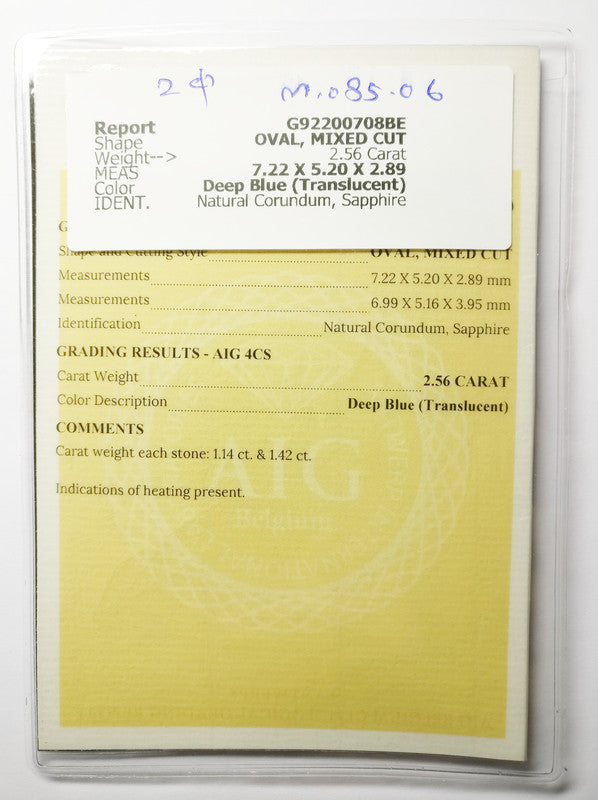 M.085.06
Report G92200708BE
Shape OVAL, MIXED CUT
Weight--> 2.56 Carat
MEAS 7.22 X 5.20 X 2.89
Color Deep Blue (Translucent)
IDENT. Natural Corundum, Sapphire
Shape and Cutting Style OVAL, MIXED CUT
Measurements 7.22 X 5.20 X 2.89 mm
Measurements 6.99 X 5.16 X 3.95 mm
Identification Natural Corundum, Sapphire
GRADING RESULTS - AIG 4CS
Carat Weight 2.56 CARAT
Color Description Deep Blue (Translucent)
COMMENTS
Carat weight each stone: 1.14 ct. & 1.42 ct.
Indications of heating present.
AIG
Belgium